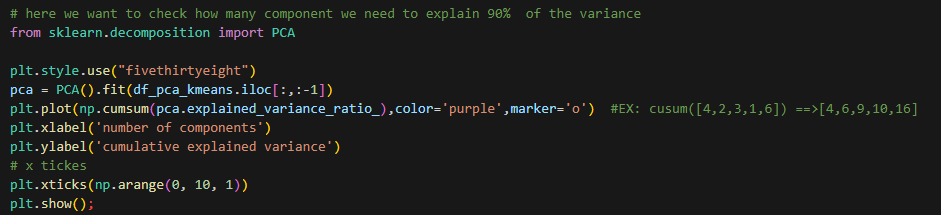 # here we want to check how many component we need to explain 90%  of the variance
from sklearn.decomposition import PCA
plt.style.use("fivethirtyeight")
pca = PCA().fit(df_pca_kmeans.iloc[:,:-1])
plt.plot(np.cumsum(pca.explained_variance_ratio_),color='purple',marker='o')  #EX: cusum([4,2,3,1,6]) ==>[4,6,9,10,16]
plt.xlabel('number of components')
plt.ylabel('cumulative explained variance')
# x tickes
plt.xticks(np.arange(0, 10, 1))
plt.show();